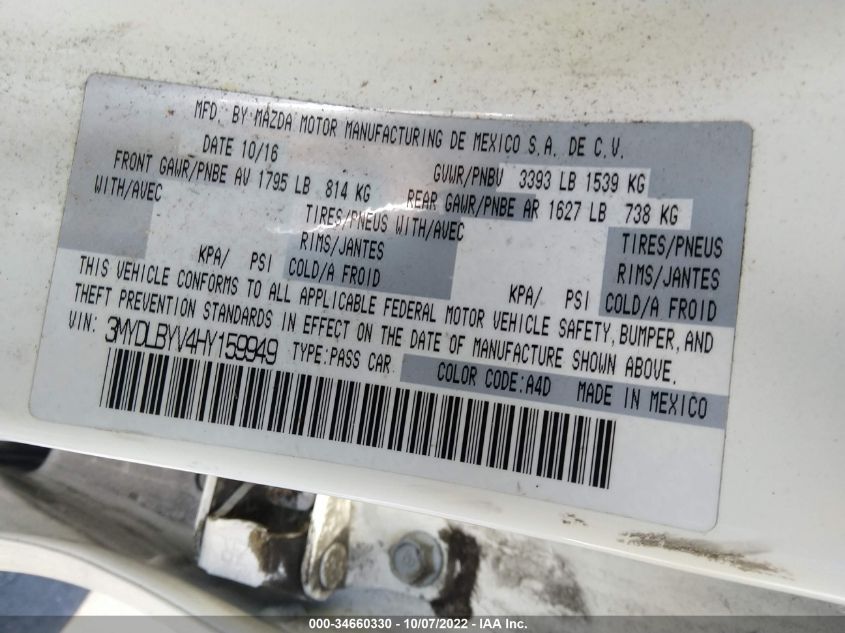 MFD. BY MAZDA MOTOR MANUFACTURING DE MEXICO S.A. DE C.V.
DATE 10/16 GVWR/PNBV 3393 LB 1539 KG
FRONT GAWR/PNBE AV 1795 LB 814 KG REAR GAWR/PNBE AR 1627 LB 738 KG
WITH/AVEC TIRES/PNEUS WITH/AVEC TIRES/PNEUS
RIMS/JANTES RIMS/JANTES
KPA/ PSI COLD/A FROID KPA/ PSI COLD/A FROID
THIS VEHICLE CONFORMS TO ALL APPLICABLE FEDERAL MOTOR VEHICLE SAFETY, BUMPER, AND
THEFT PREVENTION STANDARDS IN EFFECT ON THE DATE OF MANUFACTURE SHOWN ABOVE.
VIN: 3MYDLBYV4HY159949 TYPE:PASS CAR COLOR CODE:A4D MADE IN MEXICO
000-34660330 - 10/07/2022 - IAA Inc.